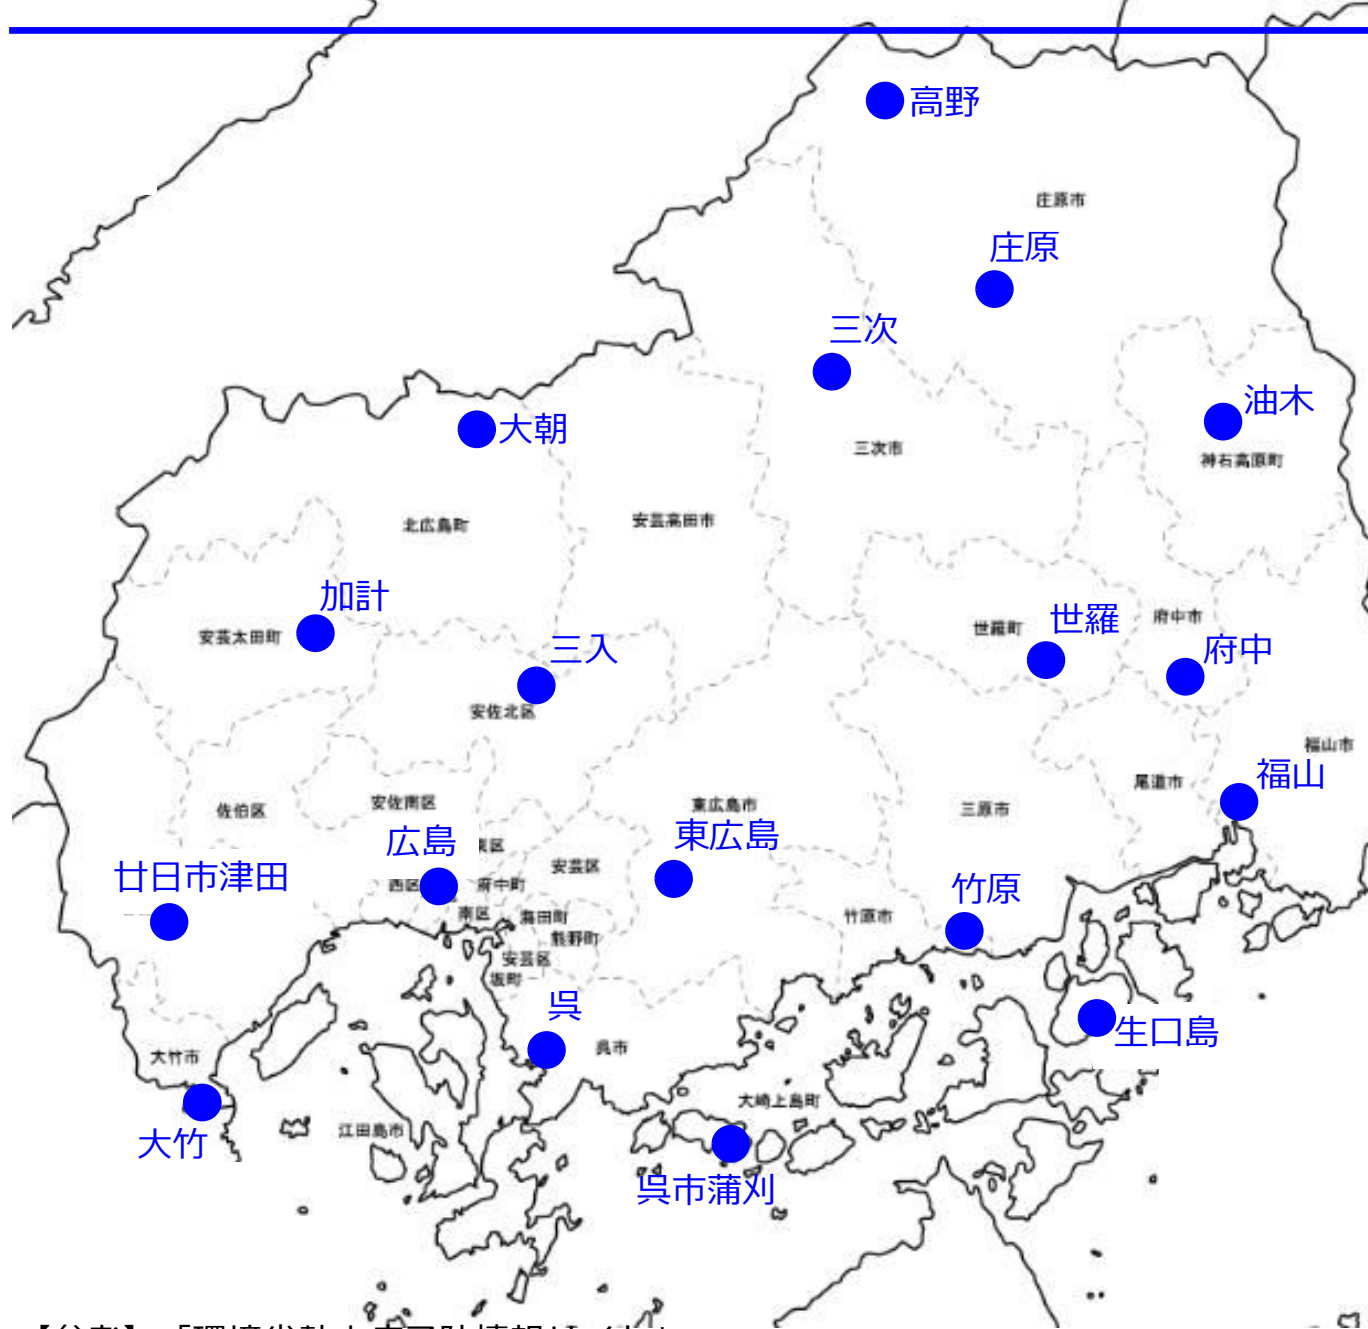 高野
庄原市
庄原
三次
油木
大朝
三次市
神石高原町
北広島町
安芸高田市
加計
世羅
府中市
安芸太田町
世羅町
三入
府中
安佐北区
福山市
福山
尾道市
佐伯区
安佐南区
東広島市
三原市
広島
東区
東広島
安芸区
廿日市津田
西区
府中町
竹原
南区
海田町
竹原市
熊野町
安芸区
坂町
呉
生口島
大竹市
呉市
大崎上島町
大竹
江田島市
呉市蒲刈